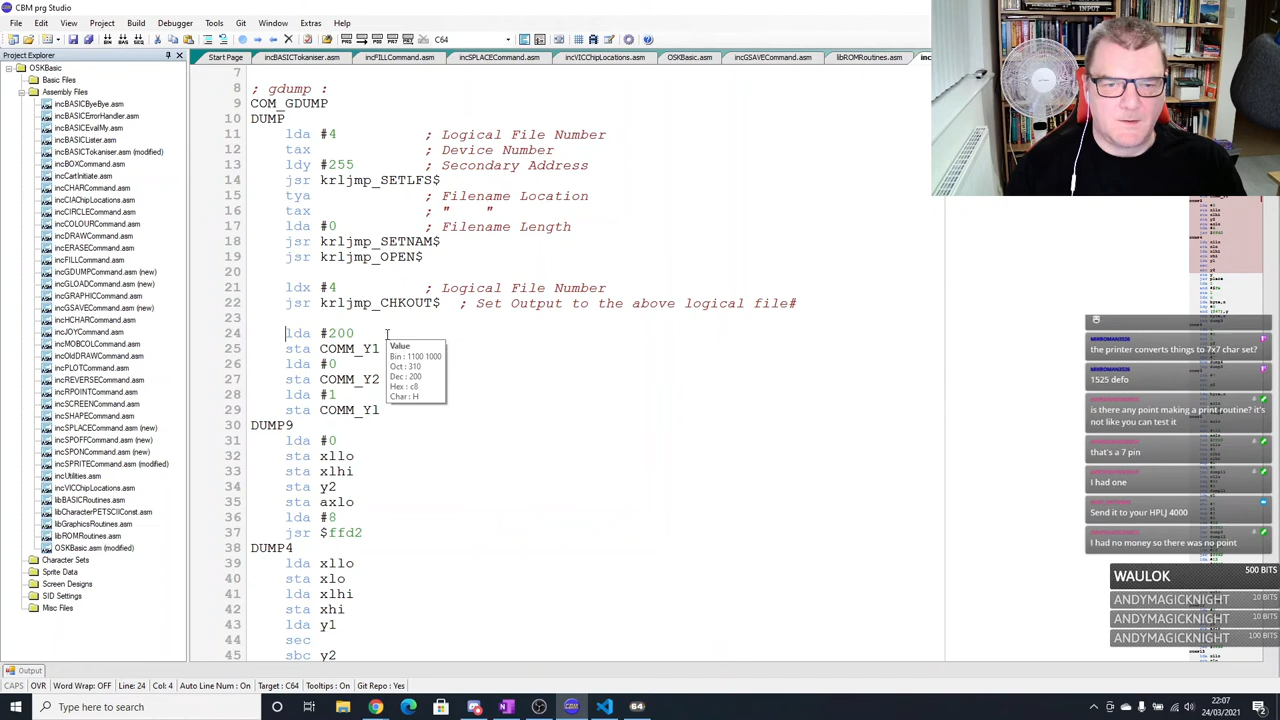 CBM prg Studio
File Edit View Project Build Debugger Tools Git Window Extras Help
C64
Project Explorer
OSKBasic
Basic Files
Assembly Files
incBASICByeBye.asm
incBASICErrorHandler.asm
incBASICEvalMy.asm
incBASICLister.asm
incBASICTokaniser.asm (modified)
incBOXCommand.asm
incCartInitiate.asm
incCHARCommand.asm
incCIAChipLocations.asm
incCIRCLECommand.asm
incCOLOURCommand.asm
incDRAWCommand.asm
incERASECommand.asm
incFILLCommand.asm
incGDUMPCommand.asm (new)
incGLOADCommand.asm (new)
incGRAPHICCommand.asm
incGSAVECommand.asm (new)
incHCHARCommand.asm
incJOYCommand.asm
incMOBCOLCommand.asm
incOldDRAWCommand.asm
incPLOTCommand.asm
incREVERSECommand.asm
incRPOINTCommand.asm
incSCREENCommand.asm
incSHAPECommand.asm
incSPLACECommand.asm (new)
incSPOFFCommand.asm (new)
incSPONCommand.asm (new)
incSPRITECommand.asm (modified)
incUtilities.asm
incVICChipLocations.asm
libBASICRoutines.asm
libCharacterPETSCIIConst.asm
libGraphicsRoutines.asm
libROMRoutines.asm
OSKBasic.asm (modified)
Character Sets
Sprite Data
Screen Designs
SID Settings
Misc Files
Start Page incBASICTokaniser.asm incFILLCommand.asm incSPLACECommand.asm incVICChipLocations.asm OSKBasic.asm incGSAVECommand.asm libROMRoutines.asm inc
7
8 ; gdump :
9 COM_GDUMP
10 DUMP
11 lda #4 ; Logical File Number
12 tax ; Device Number
13 ldy #255 ; Secondary Address
14 jsr krljmp_SETLFS$
15 tya ; Filename Location
16 tax ; " "
17 lda #0 ; Filename Length
18 jsr krljmp_SETNAM$
19 jsr krljmp_OPEN$
20
21 ldx #4 ; Logical File Number
22 jsr krljmp_CHKOUT$ ; Set Output to the above logical file#
23
24 lda #200
25 sta COMM_Y1
26 lda #0
27 sta COMM_Y2
28 lda #1
29 sta COMM_Yl
30 DUMP9
31 lda #0
32 sta xllo
33 sta xlhi
34 sta y2
35 sta axlo
36 lda #8
37 jsr $ffd2
38 DUMP4
39 lda xllo
40 sta xlo
41 lda xlhi
42 sta xhi
43 lda y1
44 sec
45 sbc y2
Value
Bin : 1100 1000
Oct : 310
Dec : 200
Hex : c8
Char : H
the printer converts things to 7x7 char set?
1525 defo
is there any point making a print routine? it's
not like you can test it
that's a 7 pin
I had one
Send it to your HPLJ 4000
I had no money so there was no point
WAULOK 500 BITS
ANDYMAGICKNIGHT 10 BITS
ANDYMAGICKNIGHT 10 BITS
ANDYMAGICKNIGHT 100 BITS
Output
CAPS OVR Word Wrap: OFF Line: 24 Col: 4 Auto Line Num : On Target: C64 Tooltips : On Git Repo : Yes
Type here to search
22:07
24/03/2021